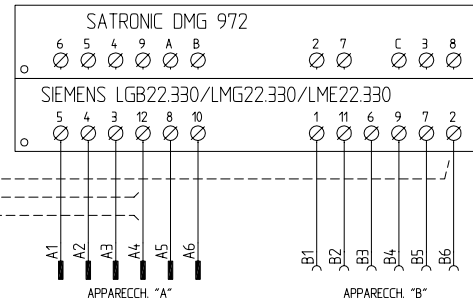 SATRONIC DMG 972
6 5 4 9 A B 2 7 C 3 8
SIEMENS LGB22.330/LMG22.330/LME22.330
5 4 3 12 8 10 1 11 6 9 7 2
A1 A2 A3 A4 A5 A6 B1 B2 B3 B4 B5 B6
APPARECCH. "A" APPARECCH. "B"